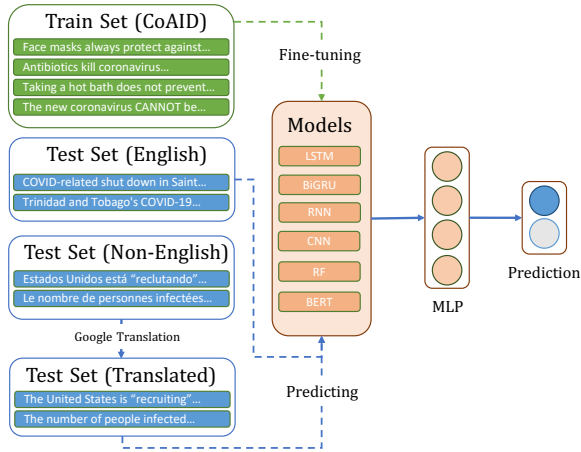 Train Set (CoAID)
Face masks always protect against...
Antibiotics kill coronavirus...
Taking a hot bath does not prevent...
The new coronavirus CANNOT be...
Fine-tuning
Test Set (English)
COVID-related shut down in Saint...
Trinidad and Tobago's COVID-19...
Test Set (Non-English)
Estados Unidos está “reclutando”...
Le nombre de personnes infectées...
Google Translation
Test Set (Translated)
The United States is “recruiting”...
The number of people infected...
Predicting
Models
LSTM
BiGRU
RNN
CNN
RF
BERT
MLP
Prediction